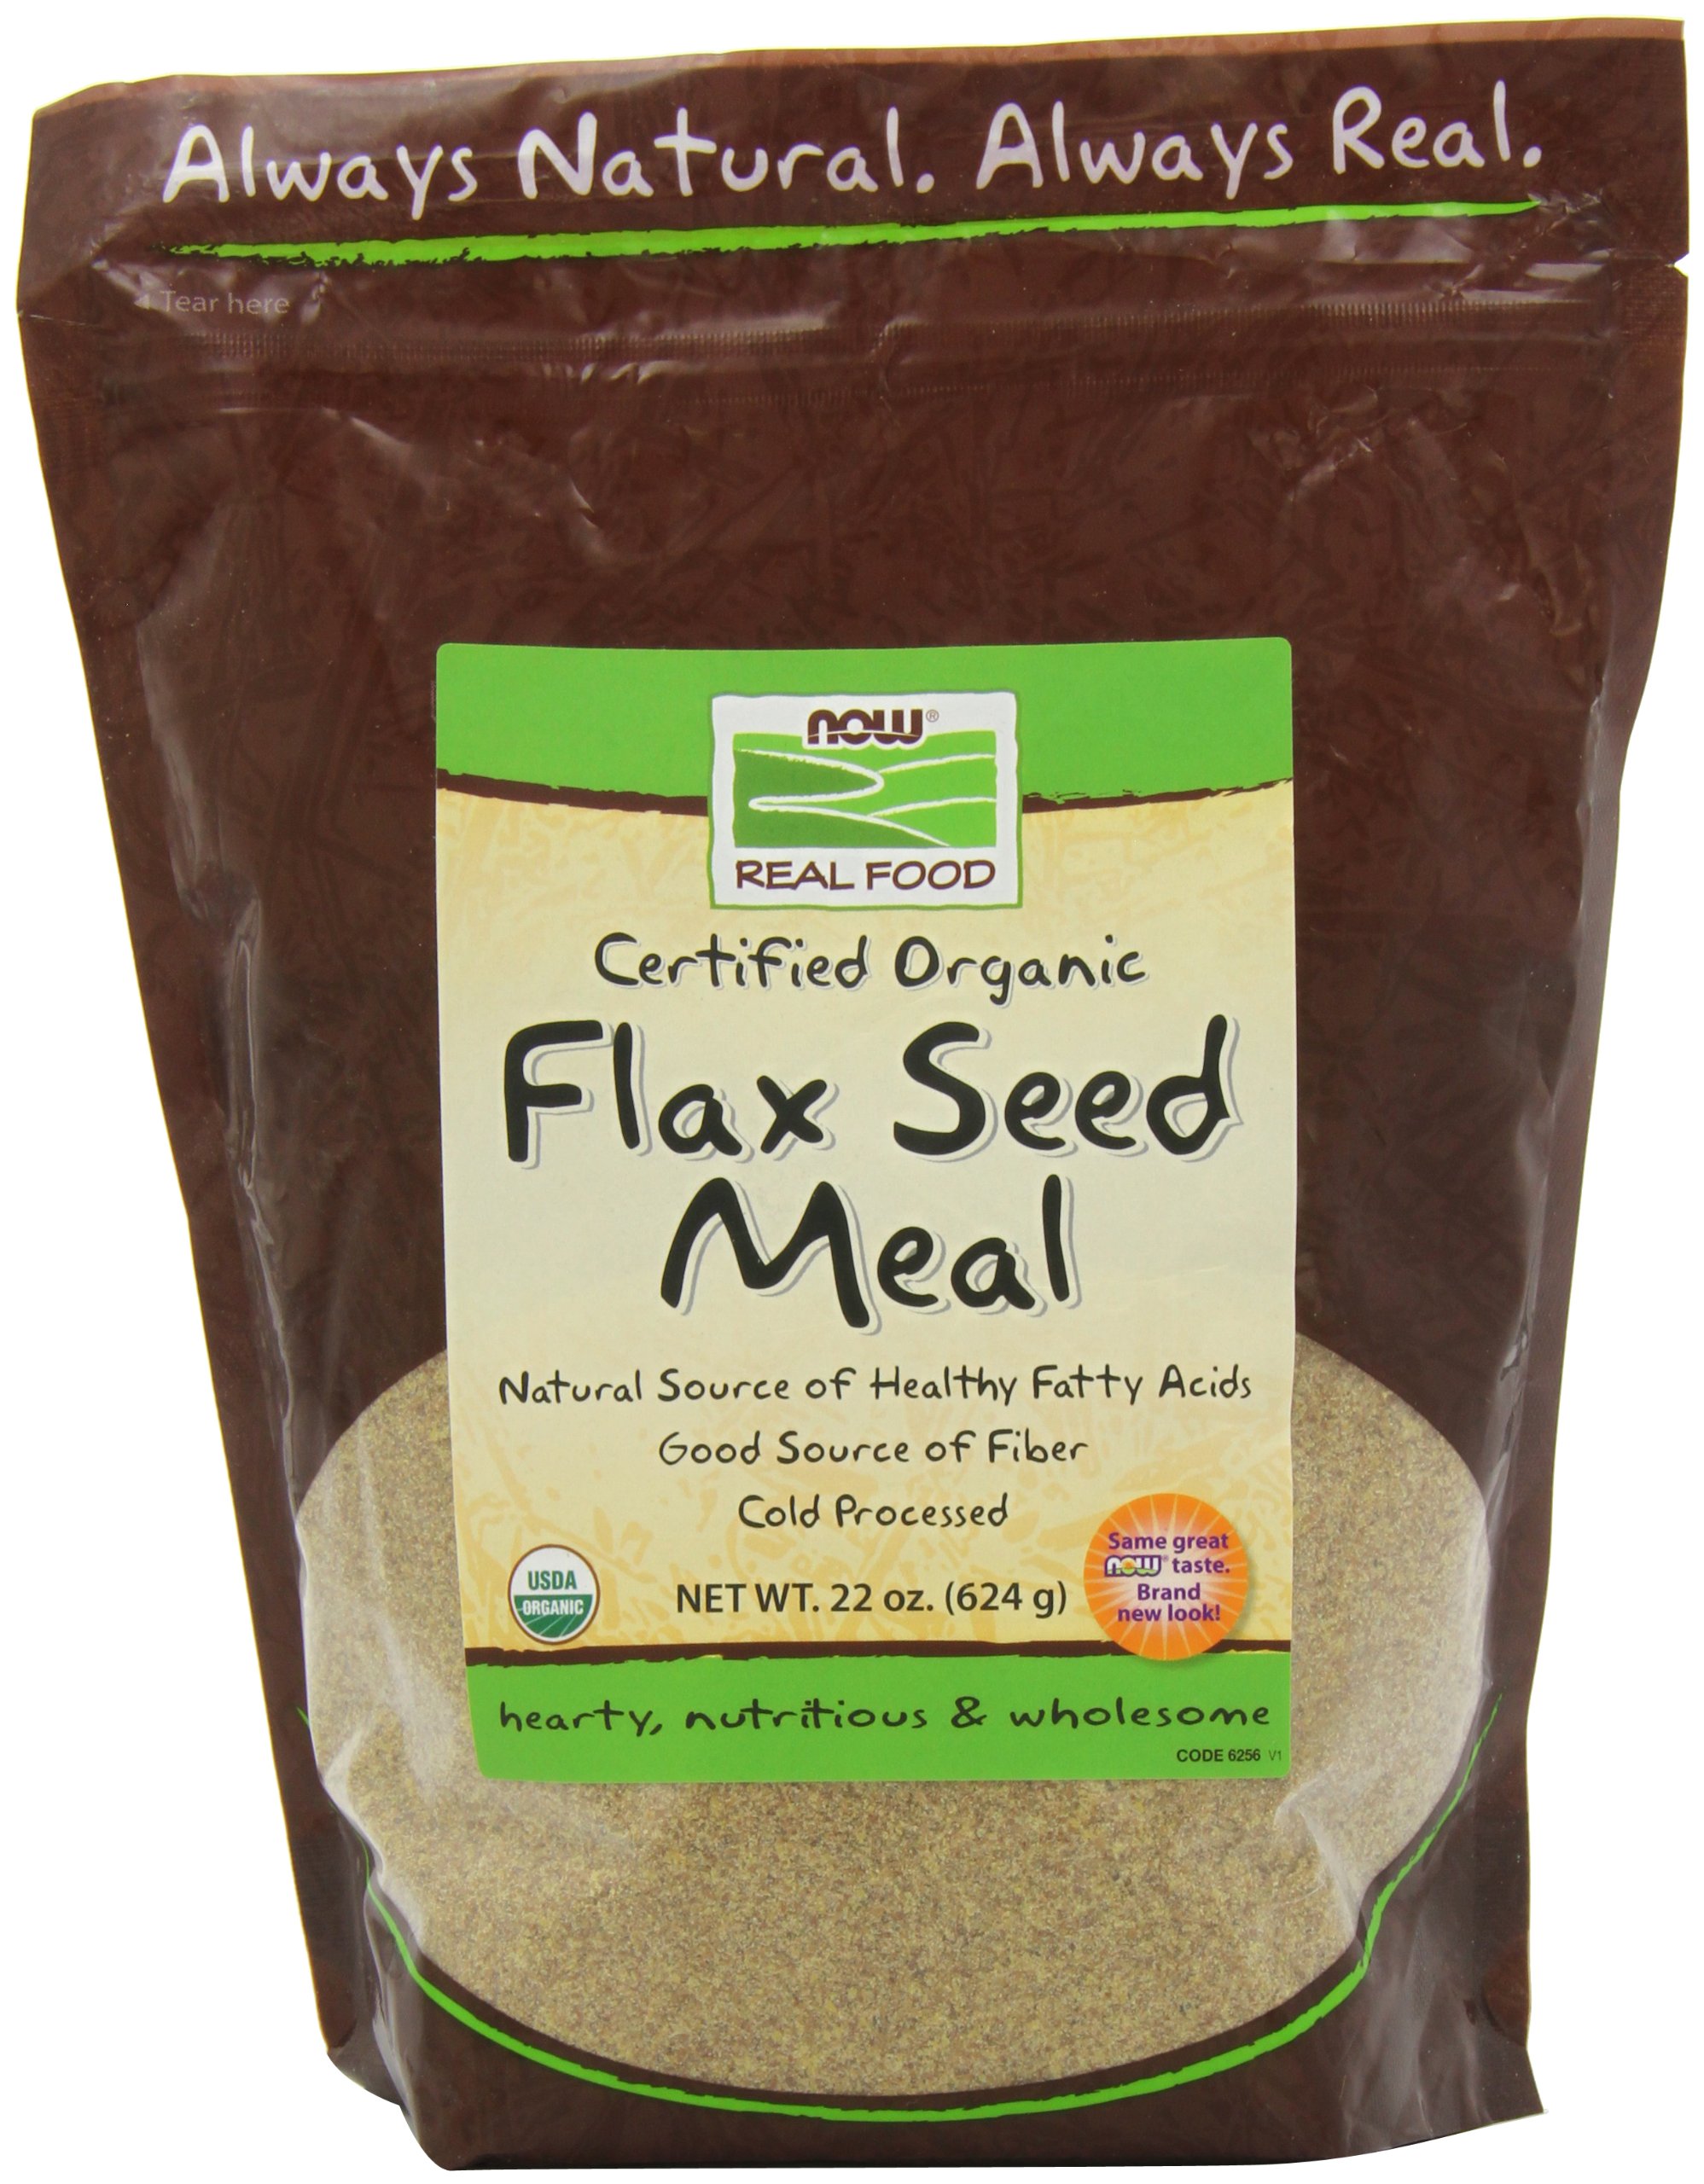 Always Natural. Always Real.
Tear here
now®
REAL FOOD
Certified Organic
Flax Seed
Meal
Natural Source of Healthy Fatty Acids
Good Source of Fiber
Cold Processed
USDA
ORGANIC
NET WT. 22 oz. (624 g)
Same great
now® taste.
Brand
new look!
hearty, nutritious & wholesome
CODE 6256 V1